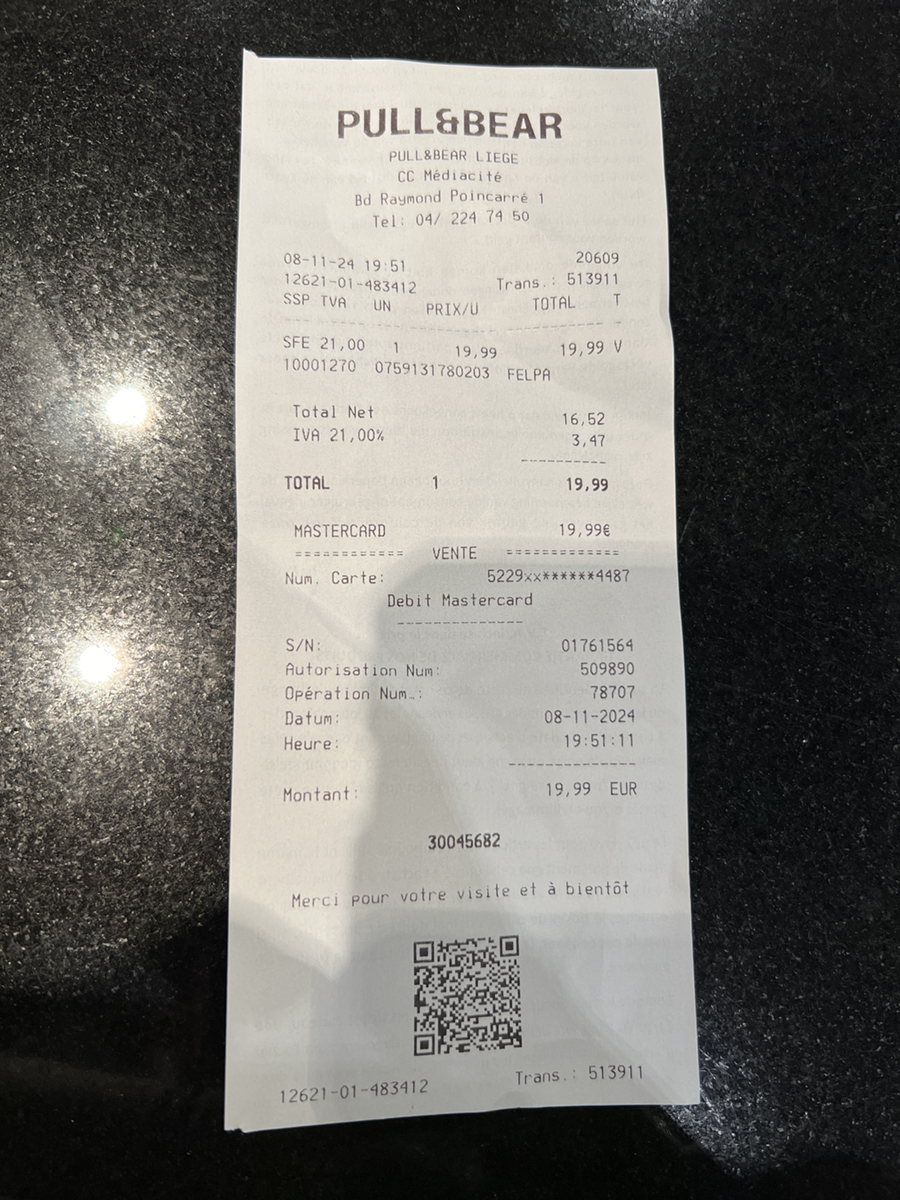 PULL&BEAR
PULL&BEAR LIEGE
CC Médiacité
Bd Raymond Poincarré 1
Tel: 04/ 224 74 50
08-11-24 19:51 20609
12621-01-483412 Trans.: 513911
SSP TVA UN PRIX/U TOTAL T
SFE 21,00 1 19,99 19,99 V
10001270 0759131780203 FELPA
Total Net 16,52
IVA 21,00% 3,47
TOTAL 1 19,99
MASTERCARD 19,99€
============ VENTE =============
Num. Carte: 5229xx******4487
Debit Mastercard
S/N: 01761564
Autorisation Num: 509890
Opération Num.: 78707
Datum: 08-11-2024
Heure: 19:51:11
Montant: 19,99 EUR
30045682
Merci pour votre visite et à bientôt
12621-01-483412 Trans.: 513911